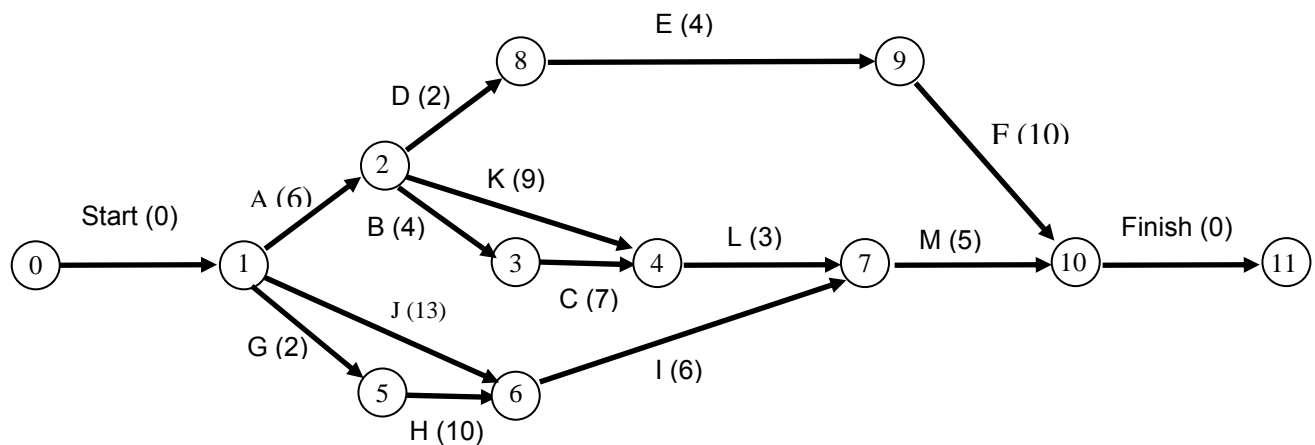 E (4)
8
9
D (2)
F (10)
2
K (9)
A (6)
Start (0)
B (4)
L (3)
M (5)
Finish (0)
0
1
3
4
7
10
11
C (7)
J (13)
G (2)
I (6)
5
6
H (10)